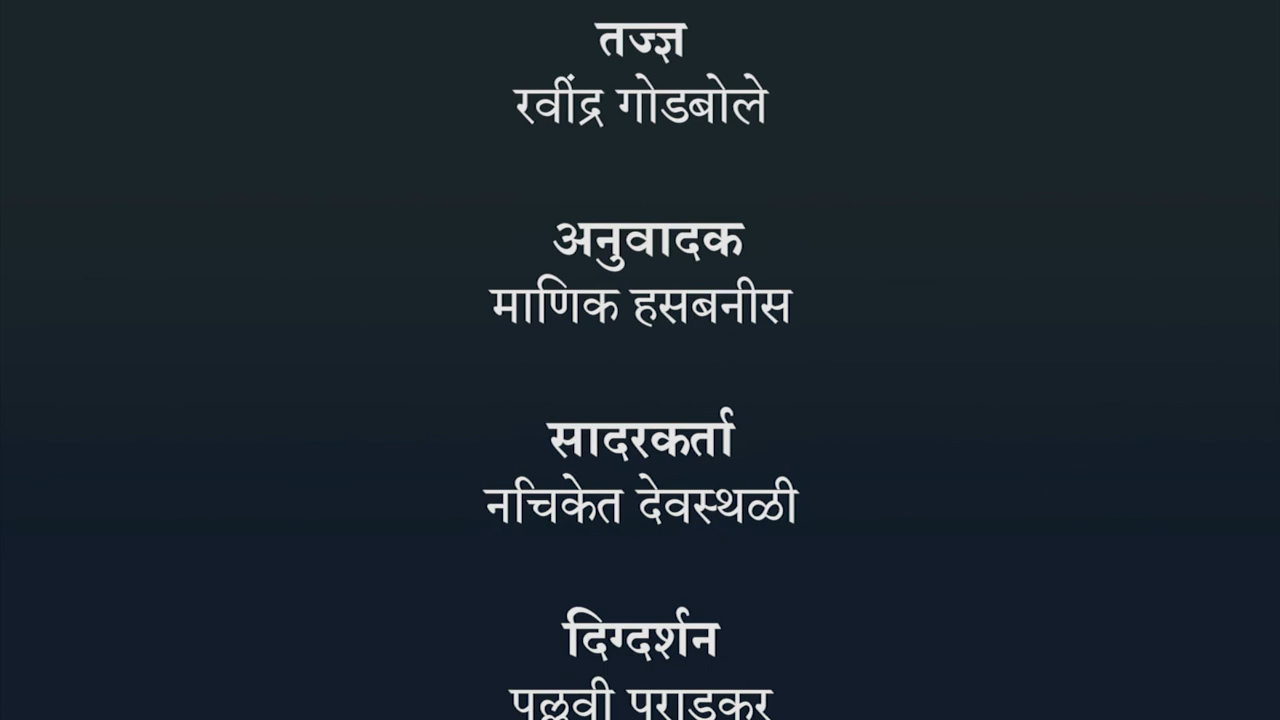 तज्ज्ञ
रवींद्र गोडबोले
अनुवादक
माणिक हसबनीस
सादरकर्ता
नचिकेत देवस्थळी
दिग्दर्शन
पल्लवी पराडकर